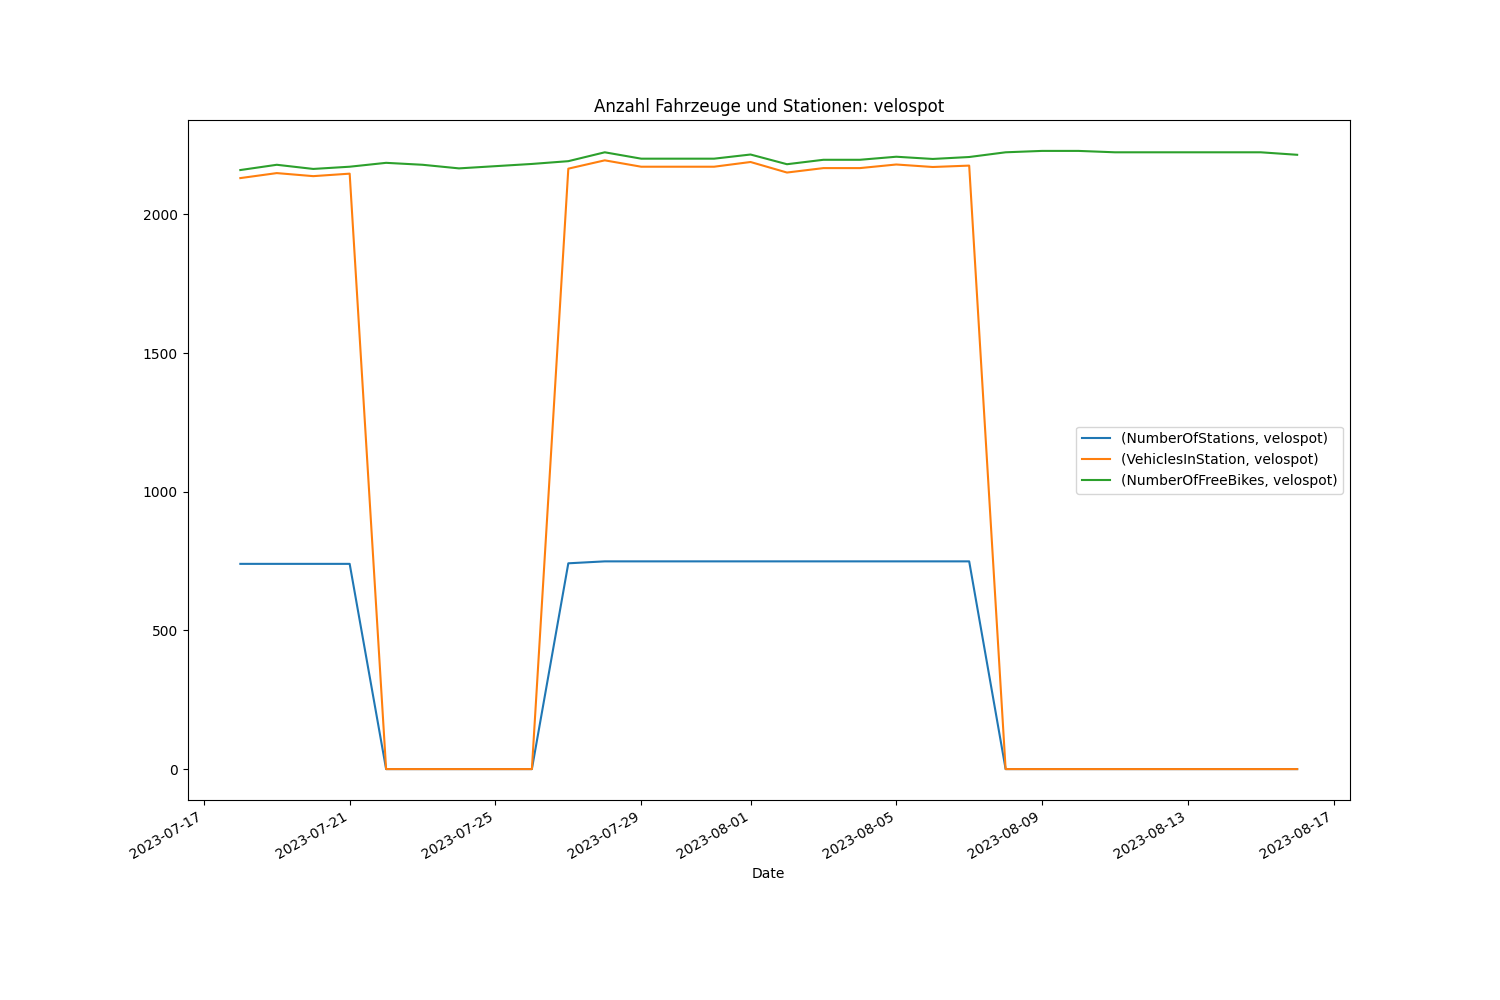 Anzahl Fahrzeuge und Stationen: velospot
2000
1500
1000
500
0
(NumberOfStations, velospot)
(VehiclesInStation, velospot)
(NumberOfFreeBikes, velospot)
2023-07-17
2023-07-21
2023-07-25
2023-07-29
2023-08-01
2023-08-05
2023-08-09
2023-08-13
2023-08-17
Date